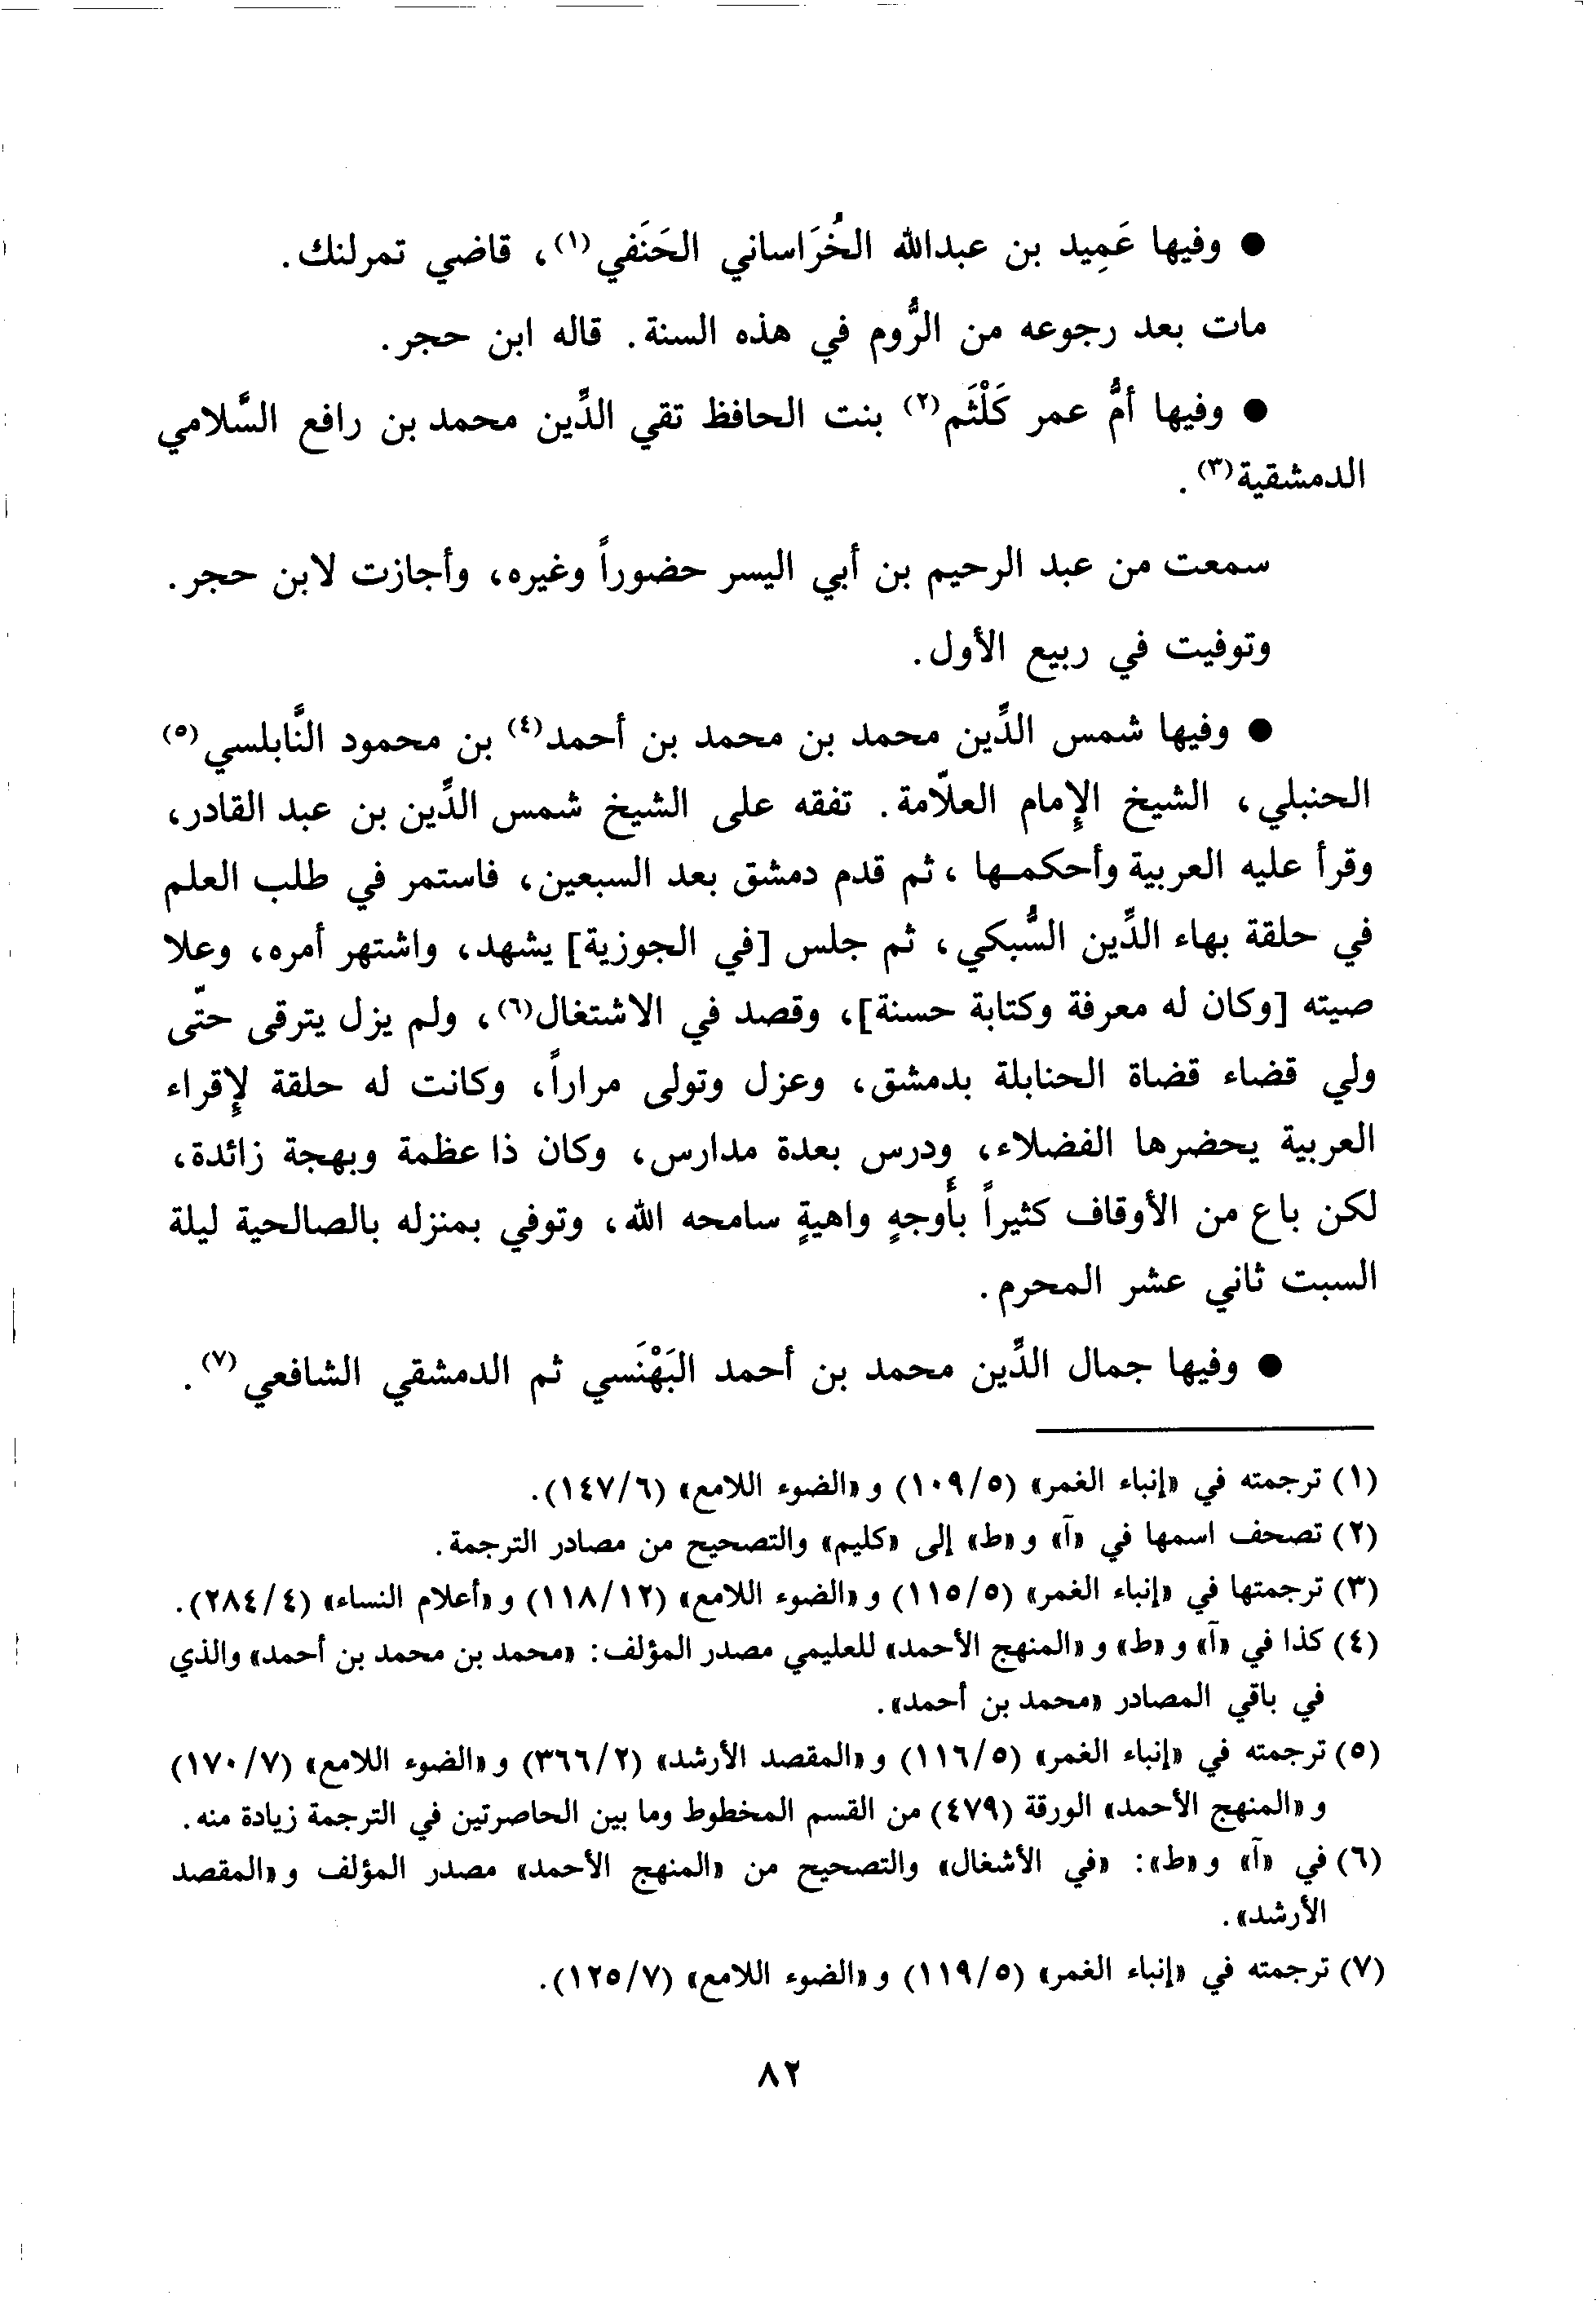 ● وفيها عَمِيد بن عبدالله الخُرَاساني الحَنَفي(١)، قاضي تمرلنك.
مات بعد رجوعه من الرُّوم في هذه السنة. قاله ابن حجر.
● وفيها أمُّ عمر كَلْثَم(٢) بنت الحافظ تقي الدِّين محمد بن رافع السَّلامي
الدمشقية(٣).
سمعت من عبد الرحيم بن أبي اليسر حضوراً وغيره، وأجازت لابن حجر.
وتوفيت في ربيع الأول.
● وفيها شمس الدِّين محمد بن محمد بن أحمد(٤) بن محمود النَّابلسي(٥)
الحنبلي، الشيخ الإِمام العلاّمة. تفقه على الشيخ شمس الدِّين بن عبد القادر،
وقرأ عليه العربية وأحكمـها، ثم قدم دمشق بعد السبعين، فاستمر في طلب العلم
في حلقة بهاء الدِّين السُّبكي، ثم جلس [في الجوزية] يشهد، واشتهر أمره، وعلا
صيته [وكان له معرفة وكتابة حسنة]، وقصد في الاشتغال(٦)، ولم يزل يترقى حتّى
ولي قضاء قضاة الحنابلة بدمشق، وعزل وتولى مراراً، وكانت له حلقة لإِقراء
العربية يحضرها الفضلاء، ودرس بعدة مدارس، وكان ذا عظمة وبهجة زائدة،
لكن باع من الأوقاف كثيراً بأَوجهٍ واهيةٍ سامحه الله، وتوفي بمنزله بالصالحية ليلة
السبت ثاني عشر المحرم.
● وفيها جمال الدِّين محمد بن أحمد البَهْنَسي ثم الدمشقي الشافعي(٧).
(١) ترجمته في «إنباء الغمر» (١٠٩/٥) و«الضوء اللامع» (١٤٧/٦).
(٢) تصحف اسمها في «آ» و«ط» إلى «كليم» والتصحيح من مصادر الترجمة.
(٣) ترجمتها في «إنباء الغمر» (١١٥/٥) و«الضوء اللامع» (١١٨/١٢) و«أعلام النساء» (٢٨٤/٤).
(٤) كذا في «آ» و«ط» و«المنهج الأحمد» للعليمي مصدر المؤلف: «محمد بن محمد بن أحمد» والذي
في باقي المصادر «محمد بن أحمد».
(٥) ترجمته في «إنباء الغمر» (١١٦/٥) و«المقصد الأرشد» (٣٦٦/٢) و«الضوء اللامع» (١٧٠/٧)
و«المنهج الأحمد» الورقة (٤٧٩) من القسم المخطوط وما بين الحاصرتين في الترجمة زيادة منه.
(٦) في «آ» و«ط»: «في الأشغال» والتصحيح من «المنهج الأحمد» مصدر المؤلف و«المقصد
الأرشد».
(٧) ترجمته في «إنباء الغمر» (١١٩/٥) و«الضوء اللامع» (١٢٥/٧).
٨٢